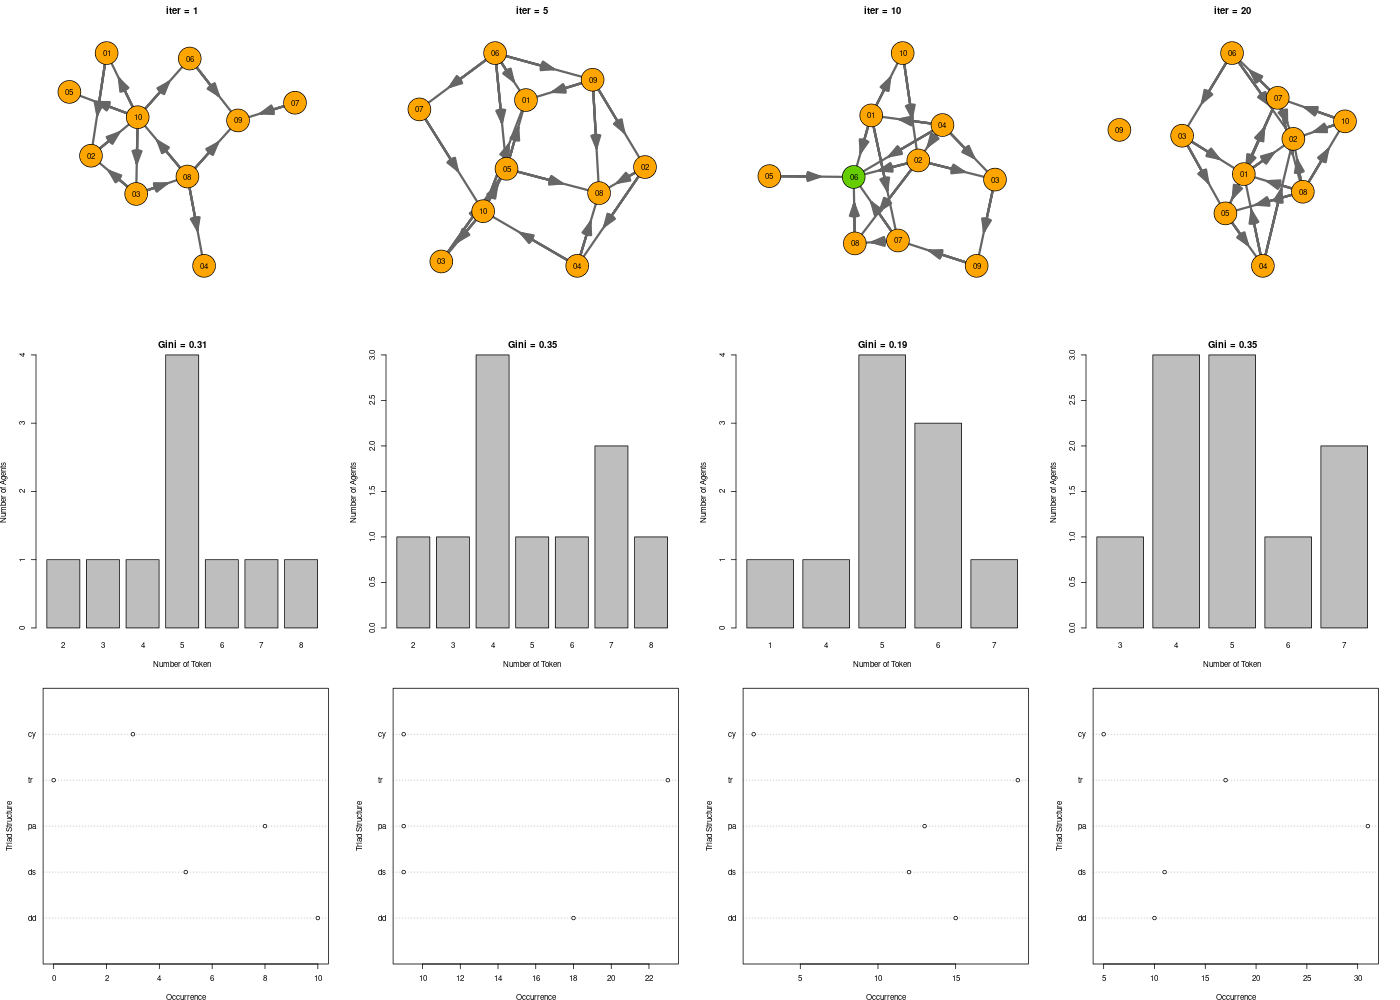 iter = 1
iter = 5
iter = 10
iter = 20
01
06
05
07
10
09
02
08
03
04
06
09
01
07
05
02
08
10
03
04
10
01
04
02
05
06
03
08
07
09
06
07
10
09
03
02
01
08
05
04
Gini = 0.31
Number of Agents
4
3
2
1
0
2 3 4 5 6 7 8
Number of Token
Gini = 0.35
Number of Agents
3.0
2.5
2.0
1.5
1.0
0.5
0.0
2 3 4 5 6 7 8
Number of Token
Gini = 0.19
Number of Agents
4
3
2
1
0
1 4 5 6 7
Number of Token
Gini = 0.35
Number of Agents
3.0
2.5
2.0
1.5
1.0
0.5
0.0
3 4 5 6 7
Number of Token
Triad Structure
cy
tr
pa
ds
dd
0 2 4 6 8 10
Occurrence
Triad Structure
cy
tr
pa
ds
dd
10 12 14 16 18 20 22
Occurrence
Triad Structure
cy
tr
pa
ds
dd
5 10 15
Occurrence
Triad Structure
cy
tr
pa
ds
dd
5 10 15 20 25 30
Occurrence